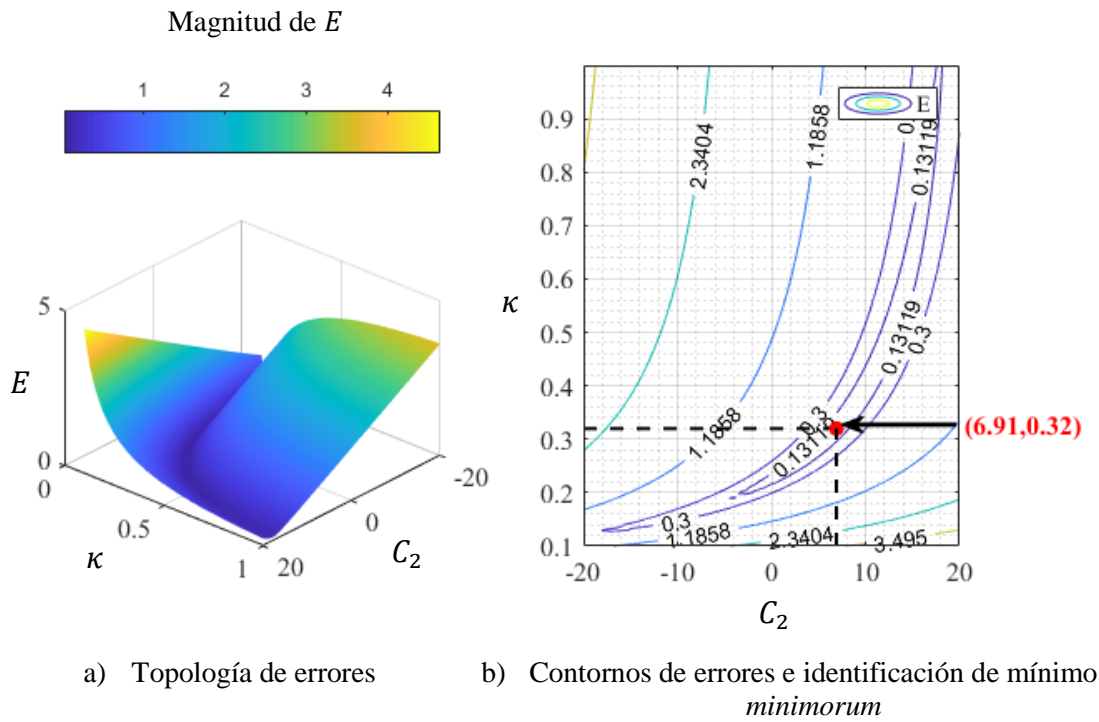 Magnitud de E
1 2 3 4
5
E
0
0
0.5
κ
1
20
0
C₂
-20
0.9
0.8
0.7
0.6
κ
0.5
0.4
0.3
0.2
0.1
-20 -10 0 10 20
C₂
E
2.3404
1.1858
0.13119
0.13119
0.3
0.3
1.1858
0.3
1.1858
2.3404
3.495
(6.91,0.32)
a) Topología de errores
b) Contornos de errores e identificación de mínimo
minimorum